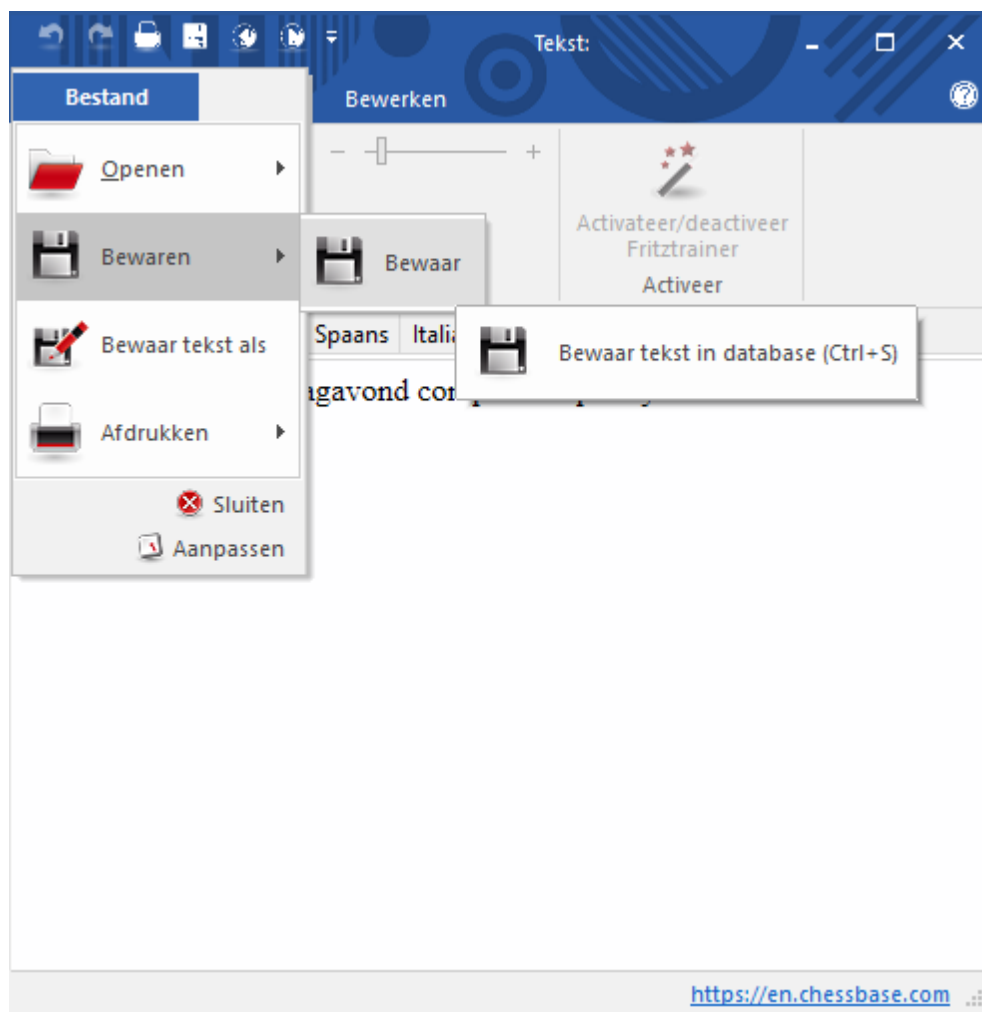 Tekst:
Bestand
Bewerken
Openen
- +
Bewaren
Bewaar
Activateer/deactiveer
Fritztrainer
Activeer
Bewaar tekst als
Spaans
Bewaar tekst in database (Ctrl+S)
Afdrukken
Sluiten
Aanpassen
https://en.chessbase.com